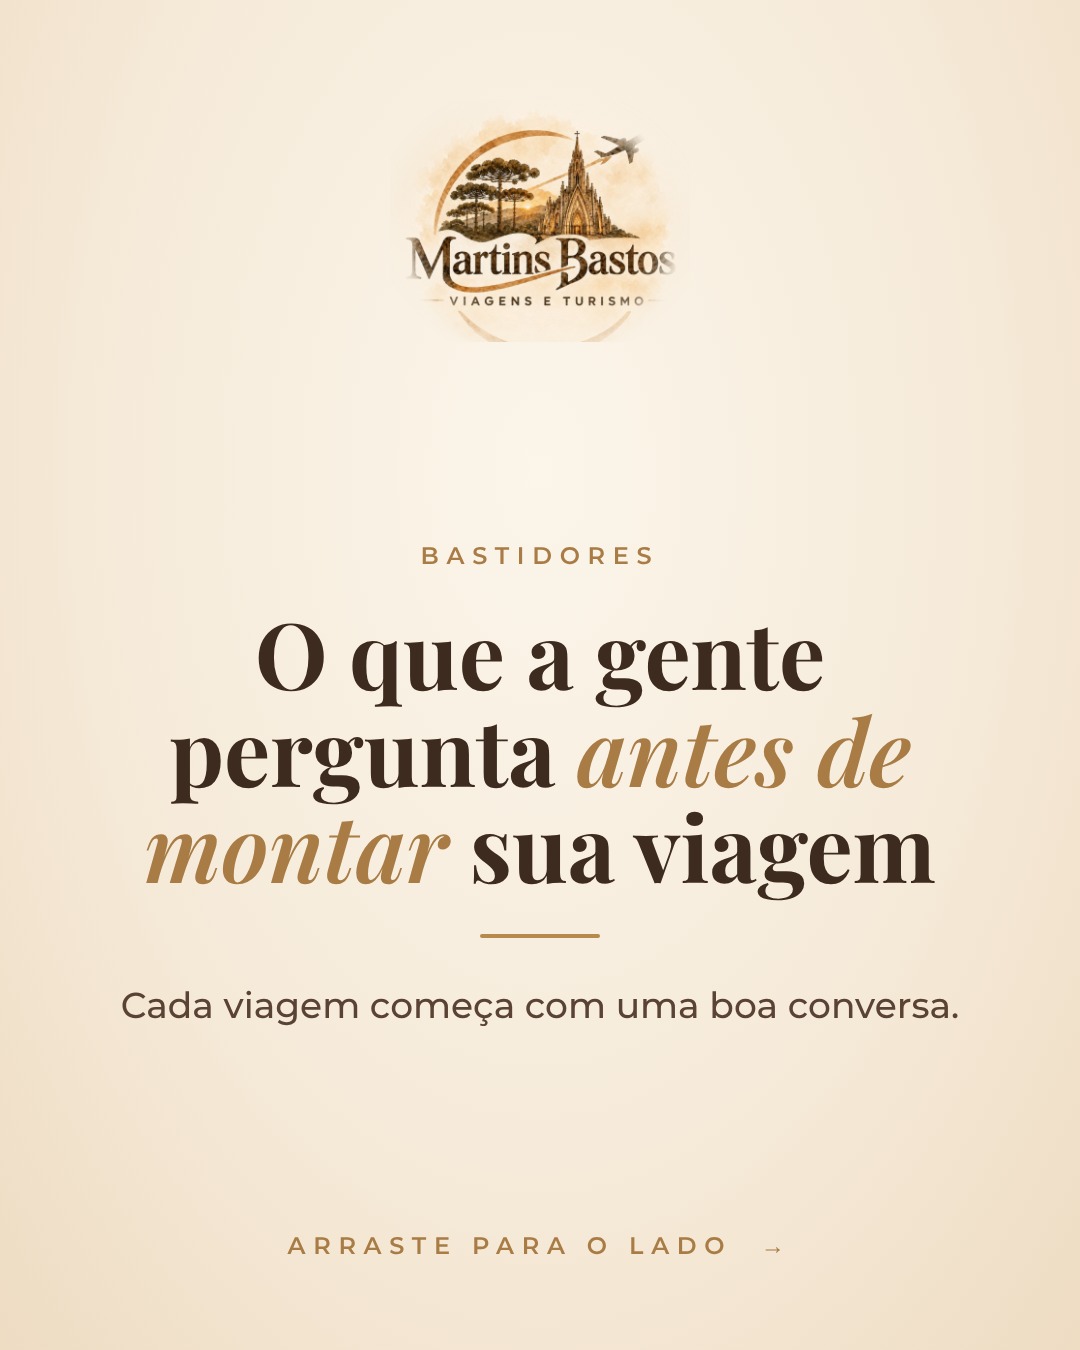 Martins Bastos
VIAGENS E TURISMO
BASTIDORES
O que a gente
pergunta antes de
montar sua viagem
Cada viagem começa com uma boa conversa.
ARRASTE PARA O LADO →